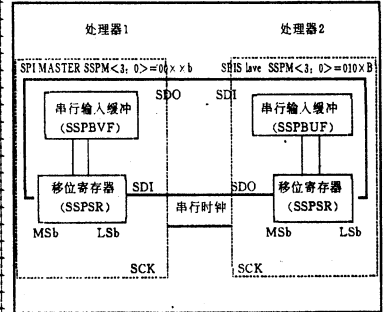 处理器1 处理器2
SPI MASTER SSPM<3;0>=00××b SPIS lave SSPM<3;0>=010×B
SDO SDI
串行输入缓冲 串行输入缓冲
(SSPBVF) (SSPBUF)
移位寄存器 SDI SDO 移位寄存器
(SSPSR) 串行时钟 (SSPSR)
MSb LSb MSb LSb
SCK SCK